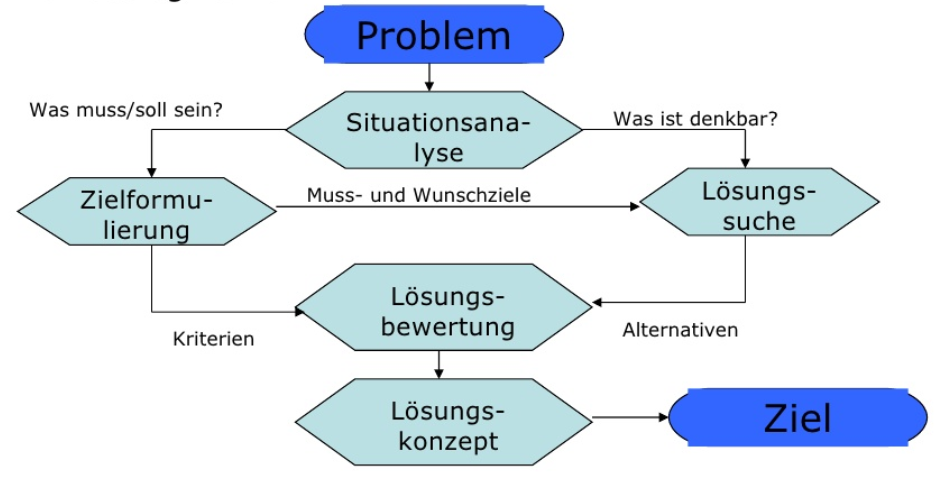 Problem
Was muss/soll sein?
Situationsana-
lyse
Was ist denkbar?
Zielformu-
lierung
Muss- und Wunschziele
Lösungs-
suche
Lösungs-
bewertung
Kriterien
Alternativen
Lösungs-
konzept
Ziel